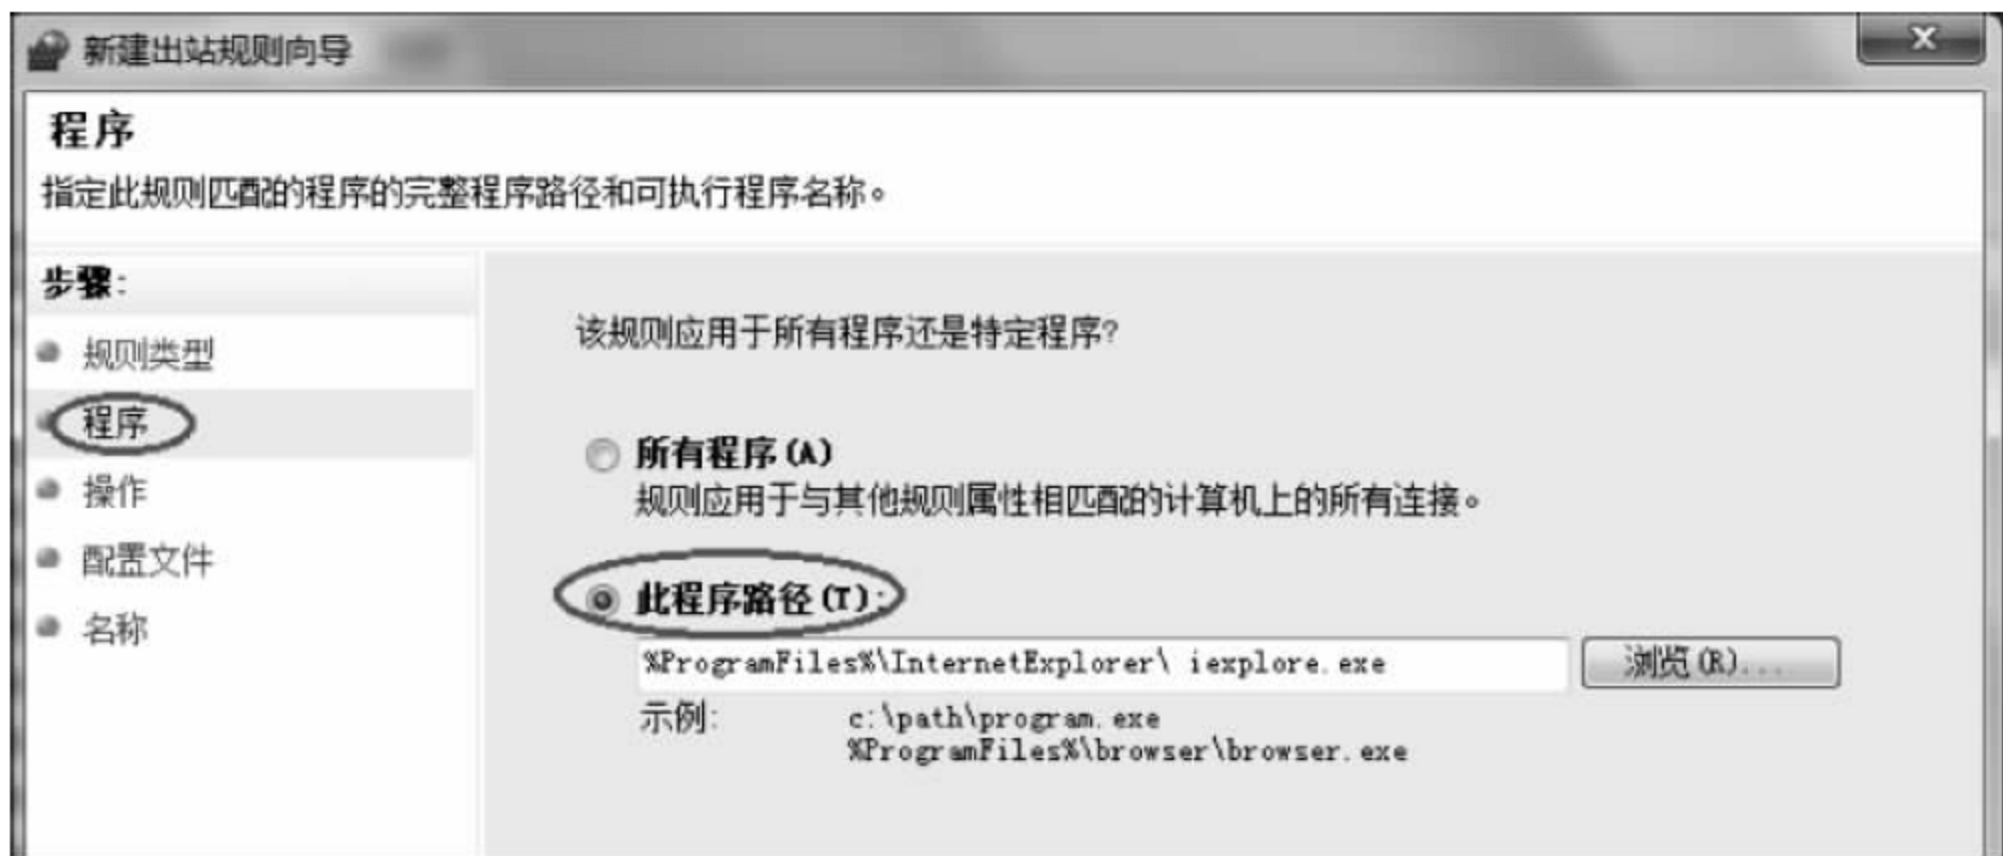 新建出站规则向导
程序
指定此规则匹配的程序的完整程序路径和可执行程序名称。
步骤:
规则类型
程序
操作
配置文件
名称
该规则应用于所有程序还是特定程序?
所有程序(A)
规则应用于与其他规则属性相匹配的计算机上的所有连接。
此程序路径(T):
%ProgramFiles%\InternetExplorer\ iexplore.exe
浏览(R)...
示例: c:\path\program.exe
%ProgramFiles%\browser\browser.exe